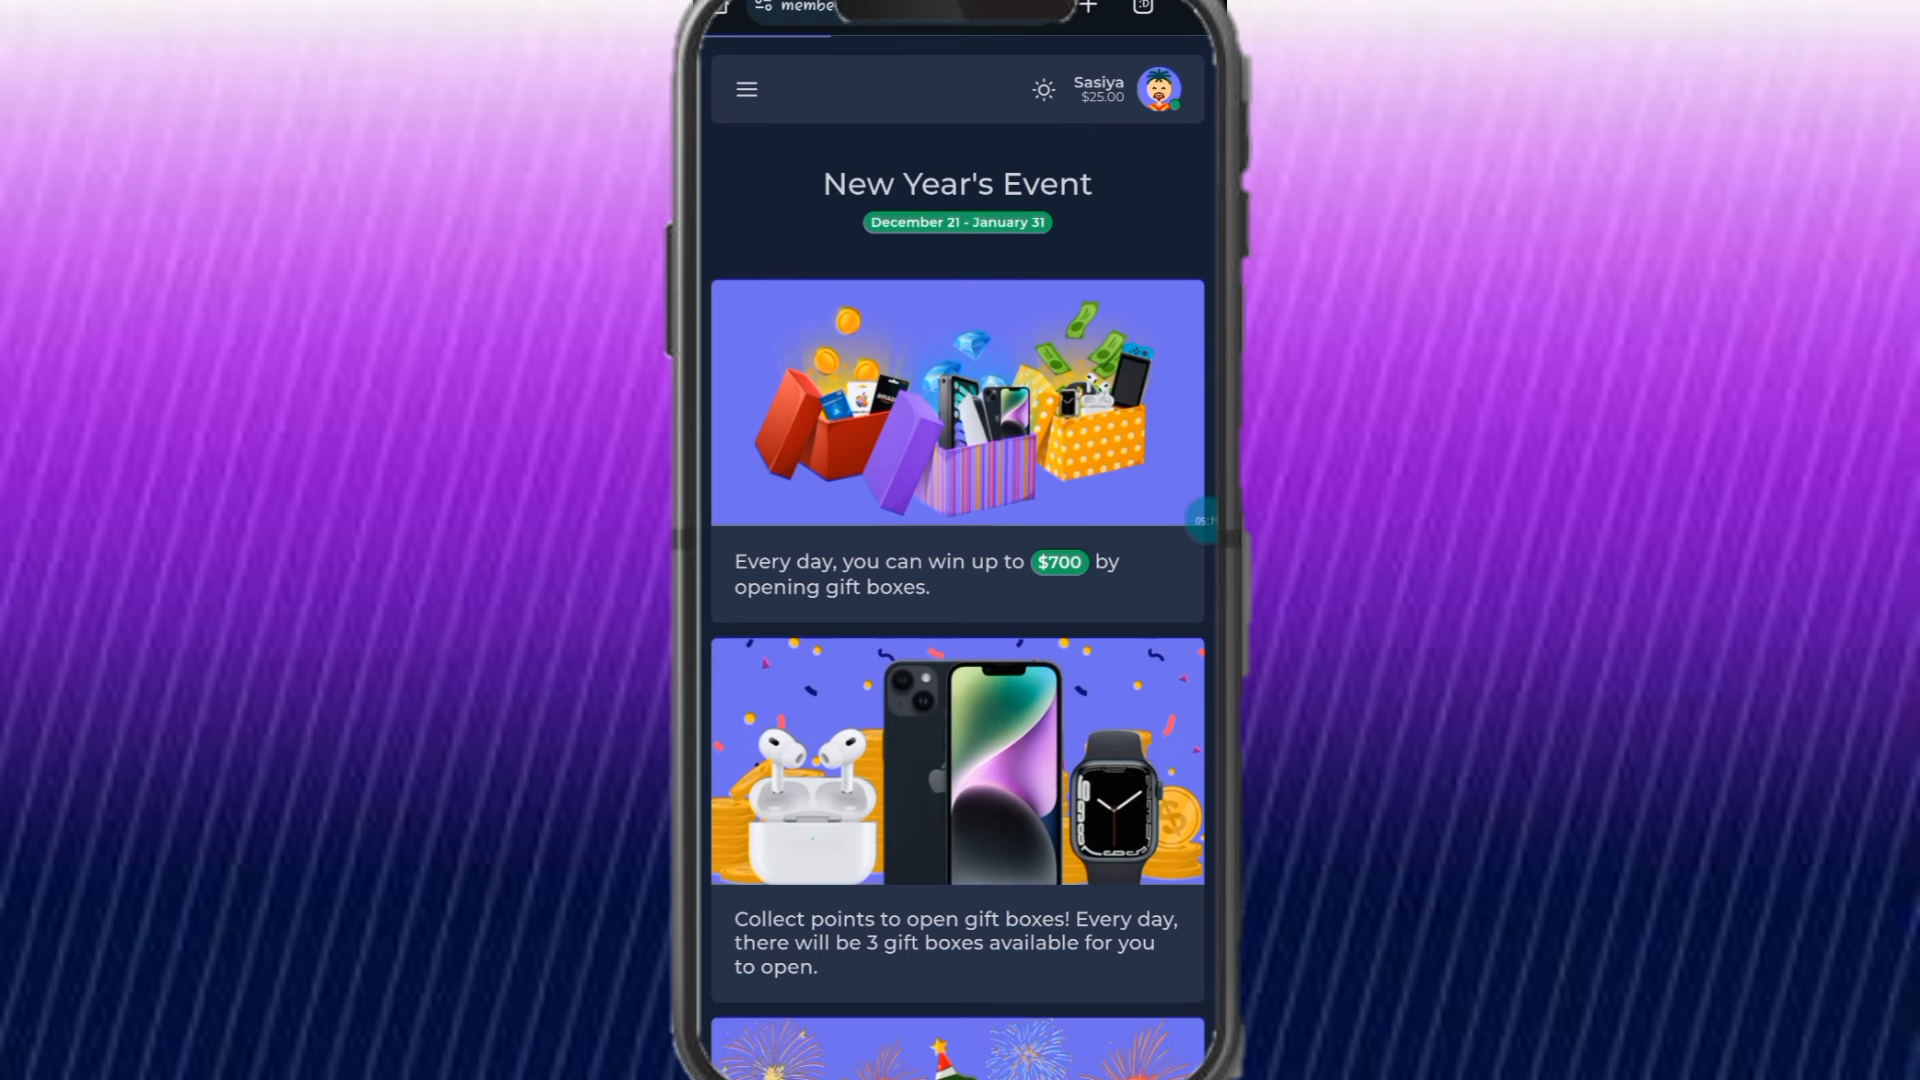 membe
Sasiya
$25.00
New Year's Event
December 21 - January 31
Every day, you can win up to $700 by
opening gift boxes.
Collect points to open gift boxes! Every day,
there will be 3 gift boxes available for you
to open.